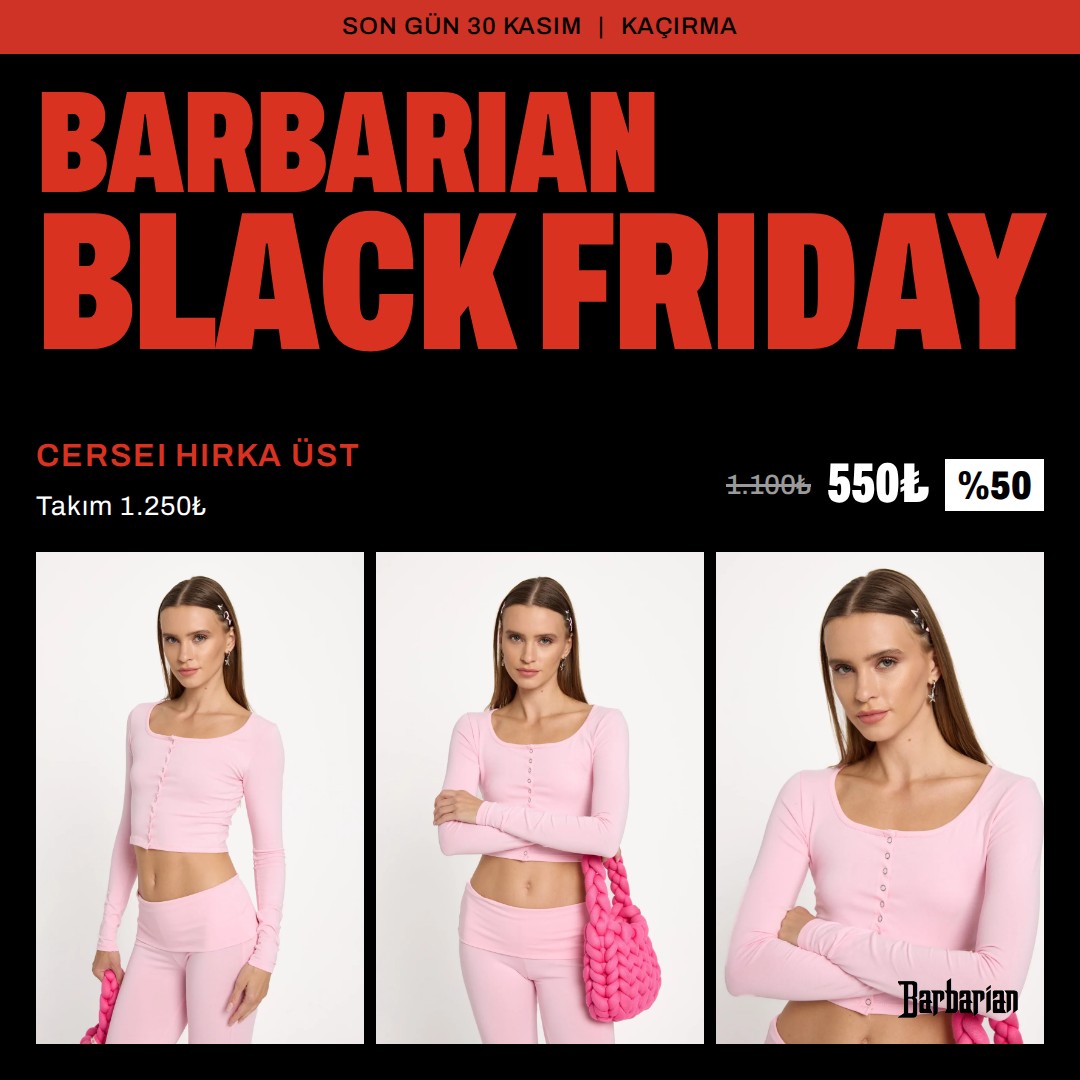 SON GÜN 30 KASIM | KAÇIRMA
BARBARIAN
BLACK FRIDAY
CERSEI HIRKA ÜST
Takım 1.250₺
1.100₺ 550₺ %50
Barbarian